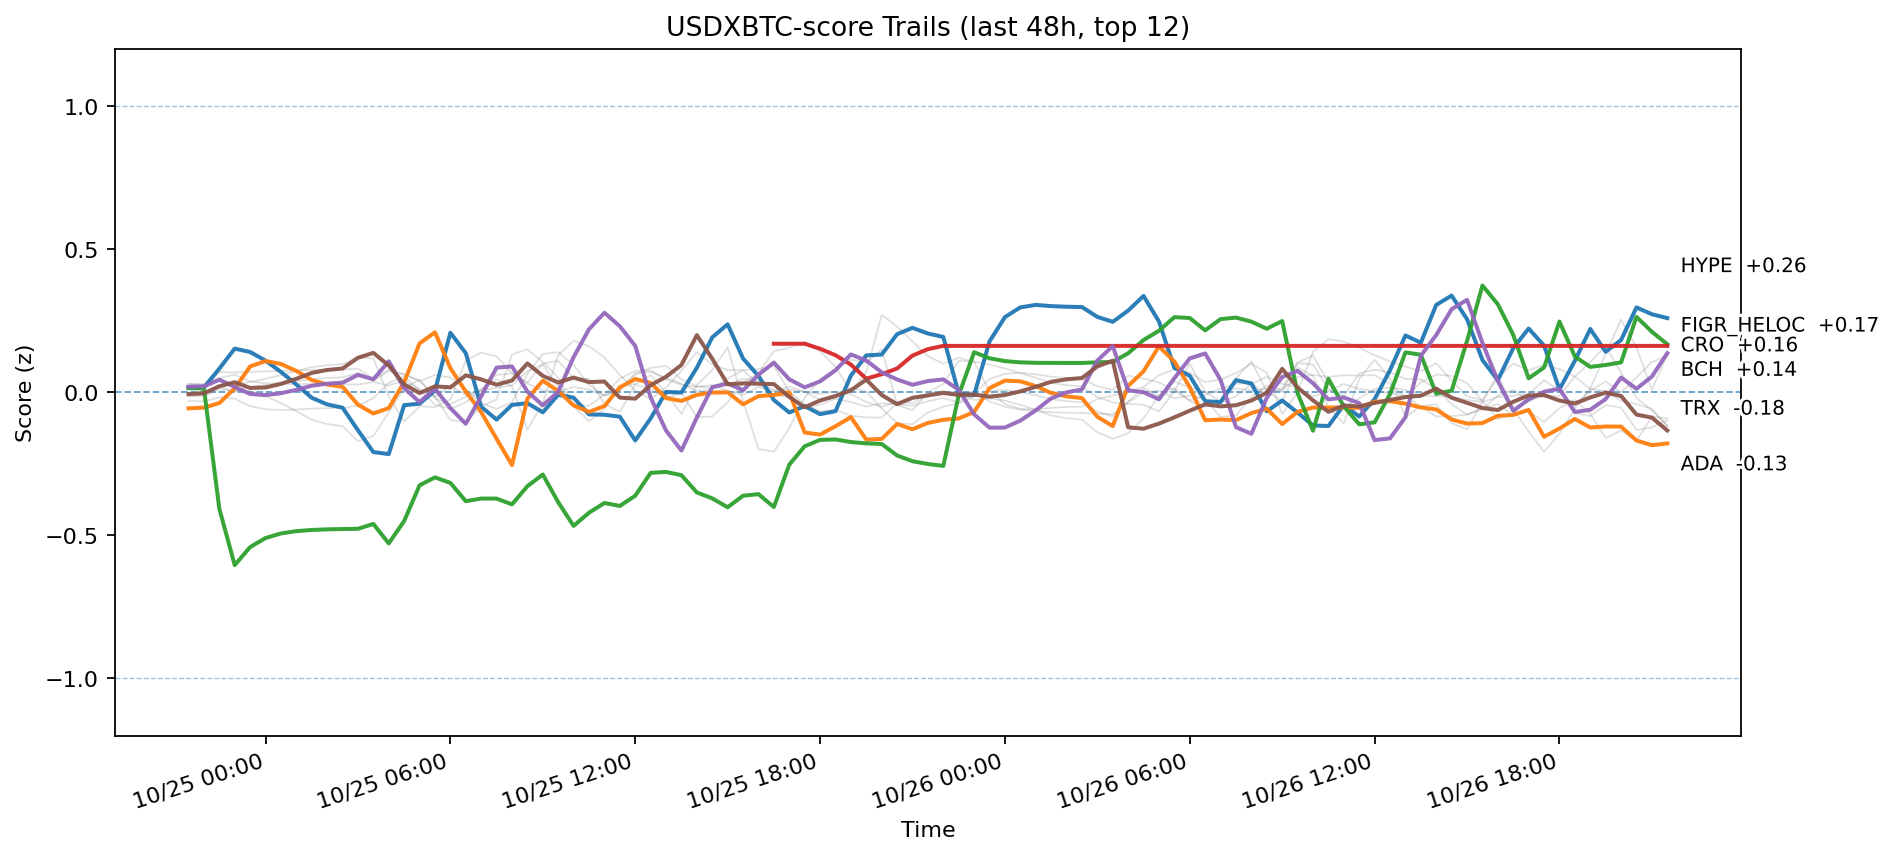 USDXBTC-score Trails (last 48h, top 12)
Score (z)
1.0
0.5
0.0
−0.5
−1.0
HYPE +0.26
FIGR_HELOC +0.17
CRO +0.16
BCH +0.14
TRX -0.18
ADA -0.13
10/25 00:00
10/25 06:00
10/25 12:00
10/25 18:00
10/26 00:00
10/26 06:00
10/26 12:00
10/26 18:00
Time